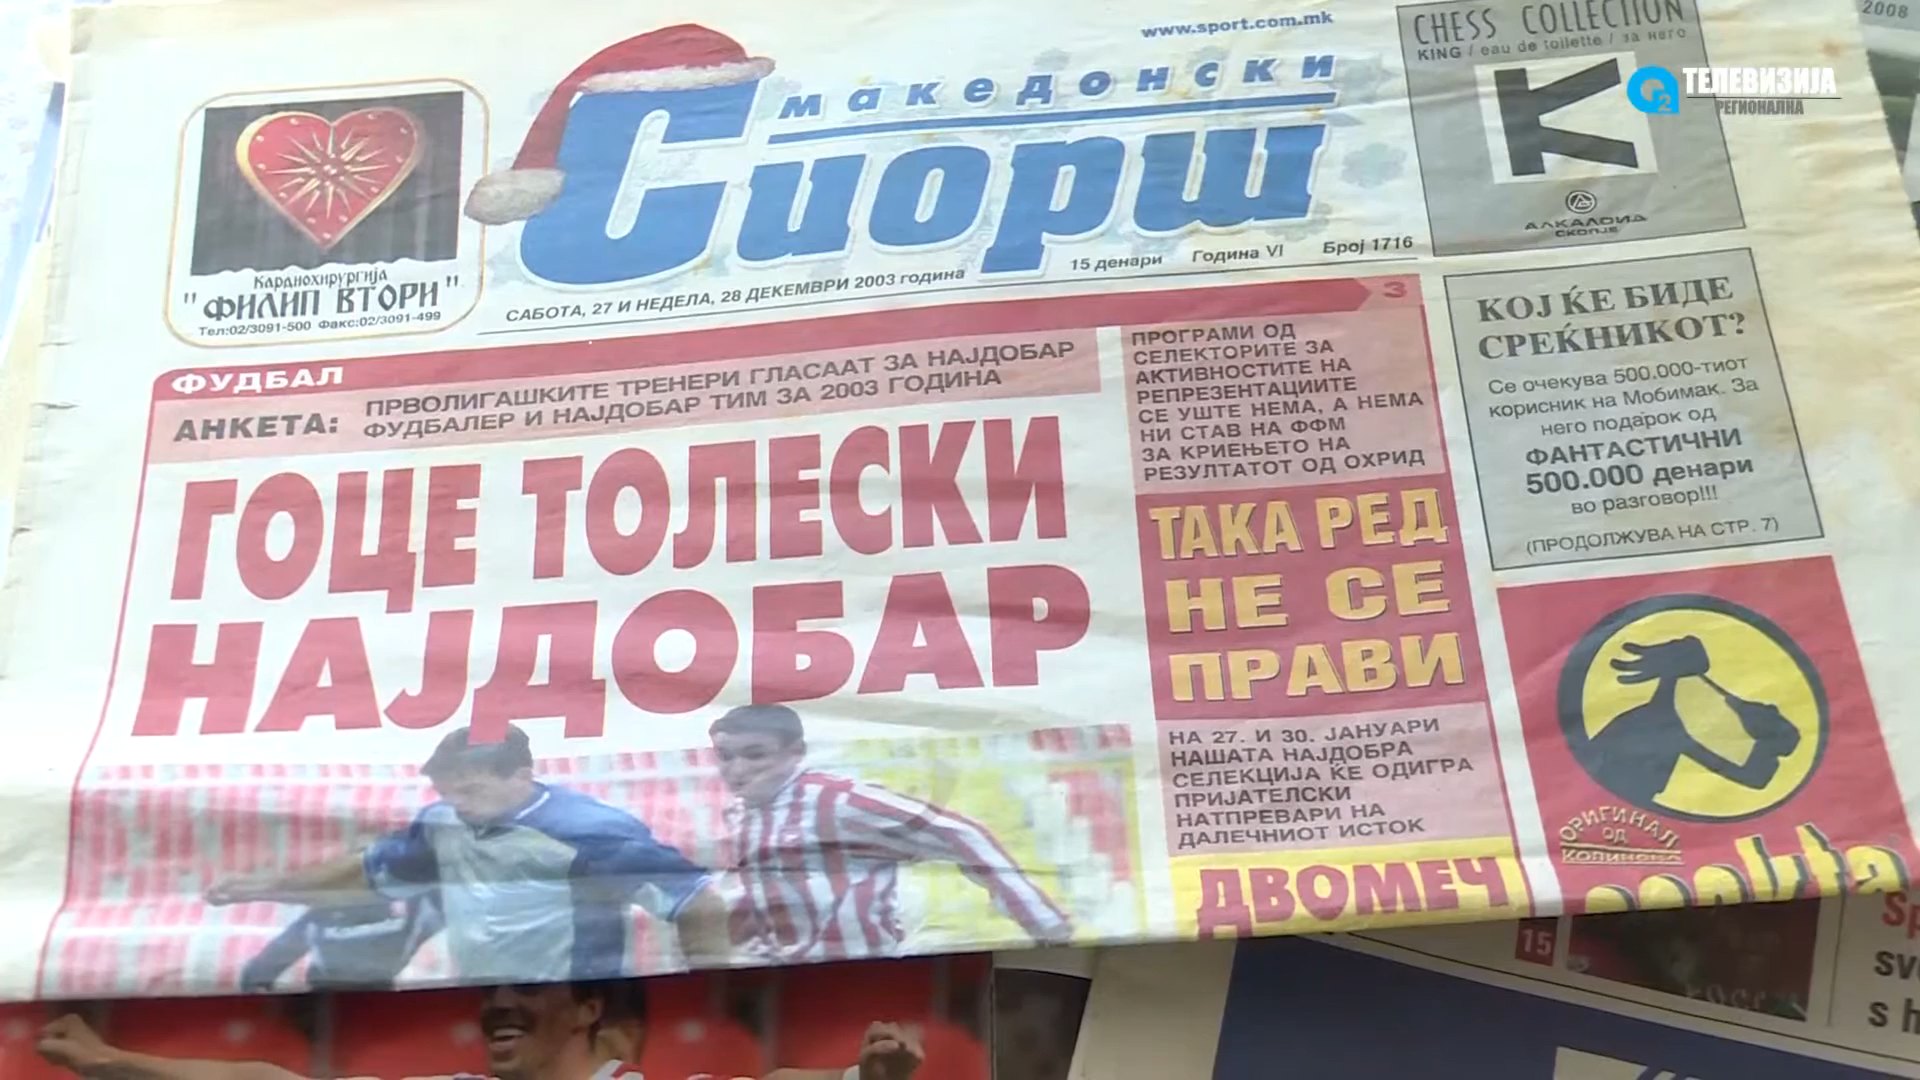 www.sport.com.mk
македонски
Спорт
САБОТА, 27 И НЕДЕЛА, 28 ДЕКЕМВРИ 2003 година
15 денари Година VI Број 1716
Кардиохирургија
"ФИЛИП ВТОРИ"
Тел:02/3091-500 Факс:02/3091-499
CHESS COLLECTION
KING / eau de toilette / за него
K
АЛКАЛОИД
СКОПЈЕ
2008
ТЕЛЕВИЗИЈА
РЕГИОНАЛНА
3
ФУДБАЛ
АНКЕТА:
ПРВОЛИГАШКИТЕ ТРЕНЕРИ ГЛАСААТ ЗА НАЈДОБАР
ФУДБАЛЕР И НАЈДОБАР ТИМ ЗА 2003 ГОДИНА
ГОЦЕ ТОЛЕСКИ
НАЈДОБАР
ПРОГРАМИ ОД
СЕЛЕКТОРИТЕ ЗА
АКТИВНОСТИТЕ НА
РЕПРЕЗЕНТАЦИИТЕ
СЕ УШТЕ НЕМА, А НЕМА
НИ СТАВ НА ФФМ
ЗА КРИЕЊЕТО НА
РЕЗУЛТАТОТ ОД ОХРИД
ТАКА РЕД
НЕ СЕ
ПРАВИ
НА 27. И 30. ЈАНУАРИ
НАШАТА НАЈДОБРА
СЕЛЕКЦИЈА ЌЕ ОДИГРА
ПРИЈАТЕЛСКИ
НАТПРЕВАРИ НА
ДАЛЕЧНИОТ ИСТОК
ДВОМЕЧ
КОЈ ЌЕ БИДЕ
СРЕЌНИКОТ?
Се очекува 500.000-тиот
корисник на Мобимак. За
него подарок од
ФАНТАСТИЧНИ
500.000 денари
во разговор!!!
(ПРОДОЛЖУВА НА СТР. 7)
ОРИГИНАЛ
ОД
КОЛИНСКА
15
s h